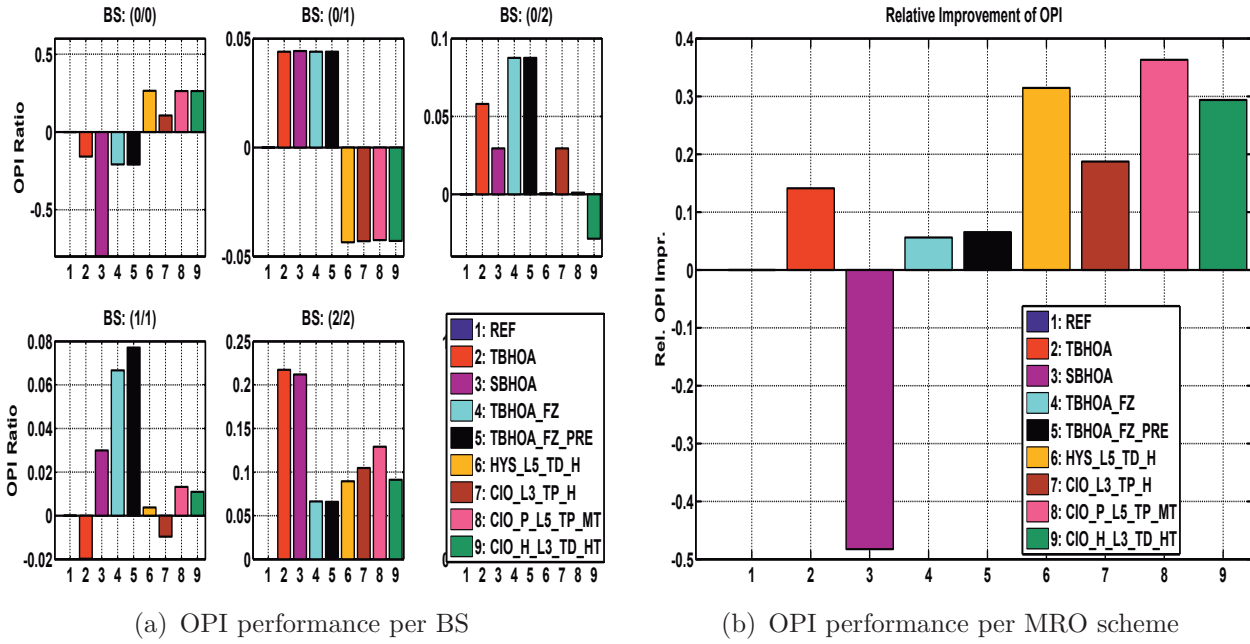 BS: (0/0)
OPI Ratio
0.5
0
-0.5
1 2 3 4 5 6 7 8 9
BS: (0/1)
0.05
0
-0.05
1 2 3 4 5 6 7 8 9
BS: (0/2)
0.1
0.05
0
1 2 3 4 5 6 7 8 9
BS: (1/1)
OPI Ratio
0.08
0.06
0.04
0.02
0
-0.02
1 2 3 4 5 6 7 8 9
BS: (2/2)
0.25
0.2
0.15
0.1
0.05
0
1 2 3 4 5 6 7 8 9
1: REF
2: TBHOA
3: SBHOA
4: TBHOA_FZ
5: TBHOA_FZ_PRE
6: HYS_L5_TD_H
7: CIO_L3_TP_H
8: CIO_P_L5_TP_MT
9: CIO_H_L3_TD_HT
(a) OPI performance per BS
Relative Improvement of OPI
Rel. OPI Impr.
0.4
0.3
0.2
0.1
0
-0.1
-0.2
-0.3
-0.4
-0.5
1 2 3 4 5 6 7 8 9
1: REF
2: TBHOA
3: SBHOA
4: TBHOA_FZ
5: TBHOA_FZ_PRE
6: HYS_L5_TD_H
7: CIO_L3_TP_H
8: CIO_P_L5_TP_MT
9: CIO_H_L3_TD_HT
(b) OPI performance per MRO scheme